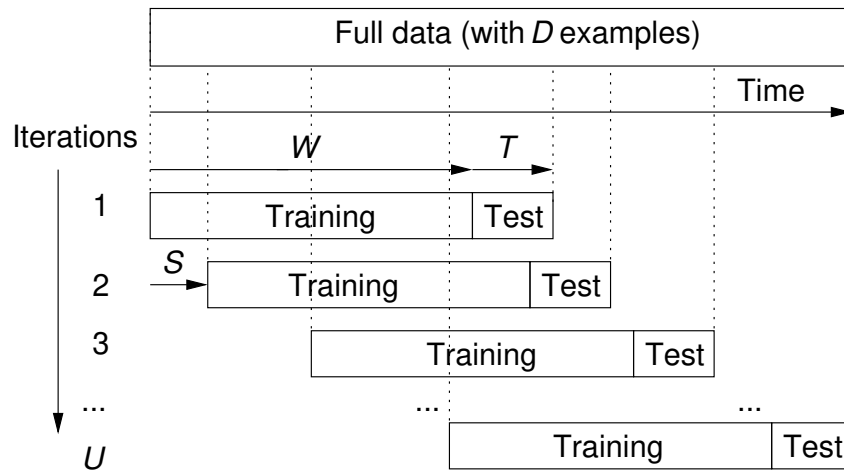 Full data (with D examples)
Time
Iterations
W T
1 Training Test
S
2 Training Test
3 Training Test
... ... ...
U Training Test